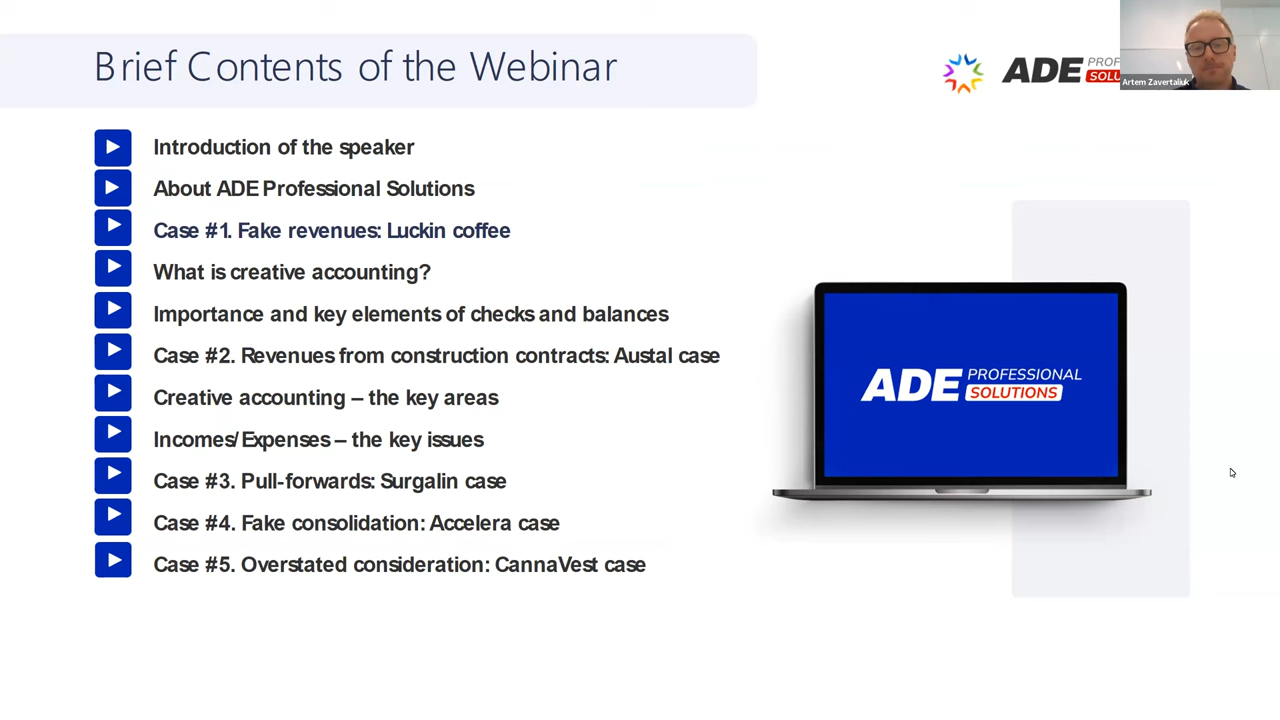 Brief Contents of the Webinar
ADE
Artem Zavertaliuk
Introduction of the speaker
About ADE Professional Solutions
Case #1. Fake revenues: Luckin coffee
What is creative accounting?
Importance and key elements of checks and balances
Case #2. Revenues from construction contracts: Austal case
Creative accounting – the key areas
Incomes/Expenses – the key issues
Case #3. Pull-forwards: Surgalin case
Case #4. Fake consolidation: Accelera case
Case #5. Overstated consideration: CannaVest case
ADE PROFESSIONAL
SOLUTIONS